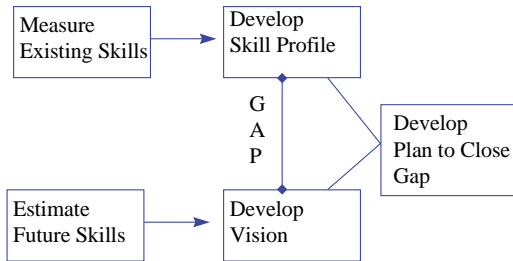 Measure
Existing Skills
Develop
Skill Profile
G
A
P
Develop
Plan to Close
Gap
Estimate
Future Skills
Develop
Vision